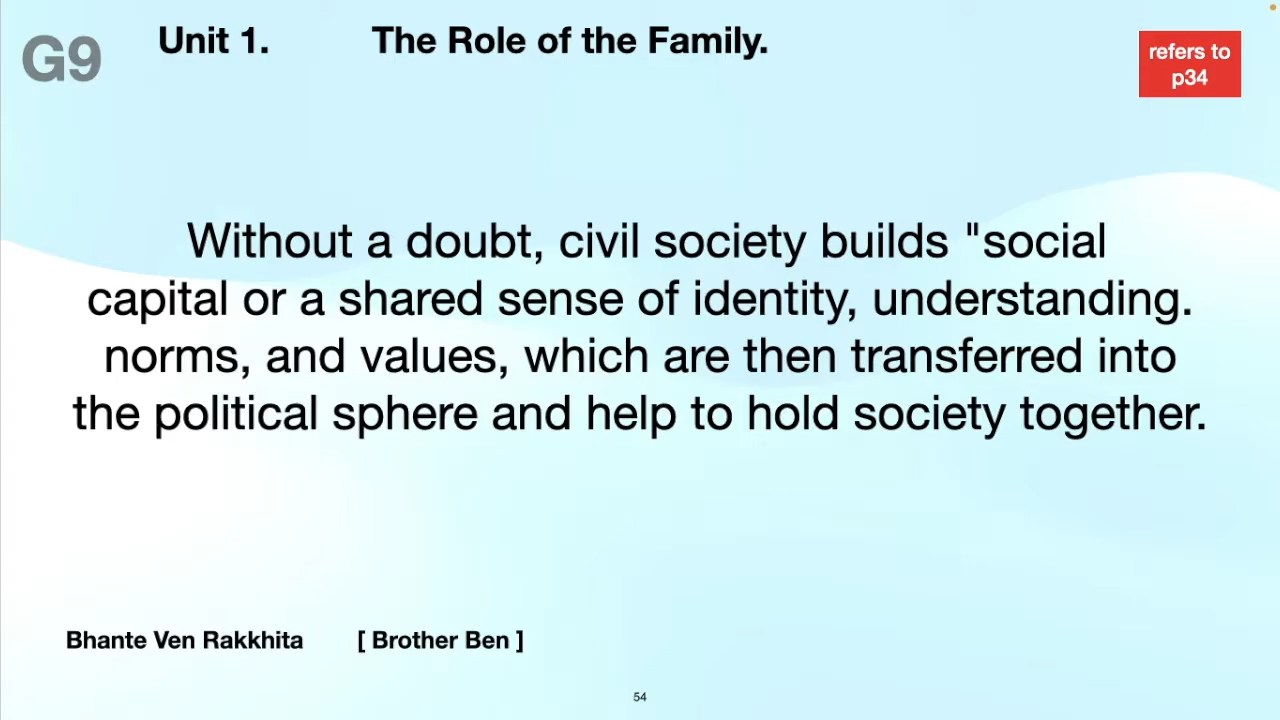 G9
Unit 1. The Role of the Family.
refers to
p34
Without a doubt, civil society builds "social
capital or a shared sense of identity, understanding.
norms, and values, which are then transferred into
the political sphere and help to hold society together.
Bhante Ven Rakkhita [ Brother Ben ]
54